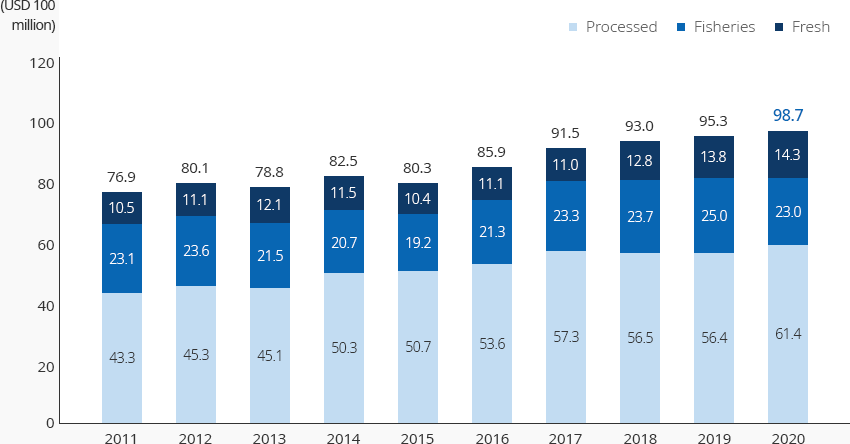 (USD 100
million)
Processed Fisheries Fresh
120
100
80
60
40
20
0
76.9 80.1 78.8 82.5 80.3 85.9 91.5 93.0 95.3 98.7
10.5 11.1 12.1 11.5 10.4 11.1 11.0 12.8 13.8 14.3
23.1 23.6 21.5 20.7 19.2 21.3 23.3 23.7 25.0 23.0
43.3 45.3 45.1 50.3 50.7 53.6 57.3 56.5 56.4 61.4
2011 2012 2013 2014 2015 2016 2017 2018 2019 2020